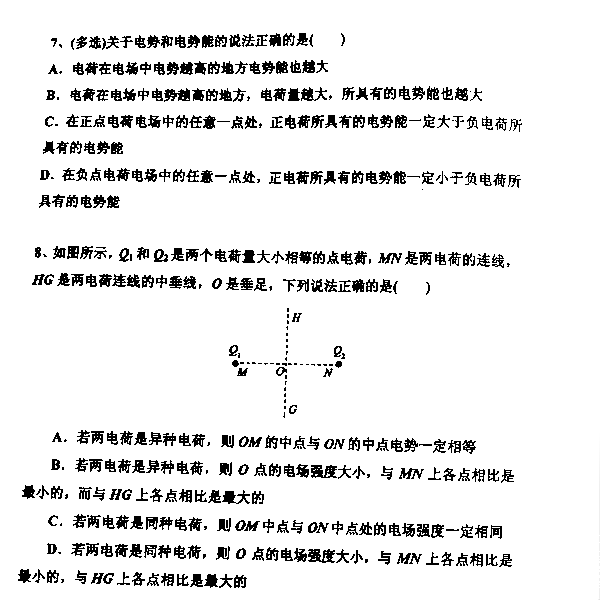 7、(多选)关于电势和电势能的说法正确的是(  )
A．电荷在电场中电势越高的地方电势能也越大
B．电荷在电场中电势越高的地方，电荷量越大，所具有的电势能也越大
C．在正点电荷电场中的任意一点处，正电荷所具有的电势能一定大于负电荷所
具有的电势能
D．在负点电荷电场中的任意一点处，正电荷所具有的电势能一定小于负电荷所
具有的电势能
8、如图所示，Q₁和Q₂是两个电荷量大小相等的点电荷，MN是两电荷的连线，
HG是两电荷连线的中垂线，O是垂足，下列说法正确的是(  )
H
Q₁ Q₂
M O N
G
A．若两电荷是异种电荷，则OM的中点与ON的中点电势一定相等
B．若两电荷是异种电荷，则O点的电场强度大小，与MN上各点相比是
最小的，而与HG上各点相比是最大的
C．若两电荷是同种电荷，则OM中点与ON中点处的电场强度一定相同
D．若两电荷是同种电荷，则O点的电场强度大小，与MN上各点相比是
最小的，与HG上各点相比是最大的